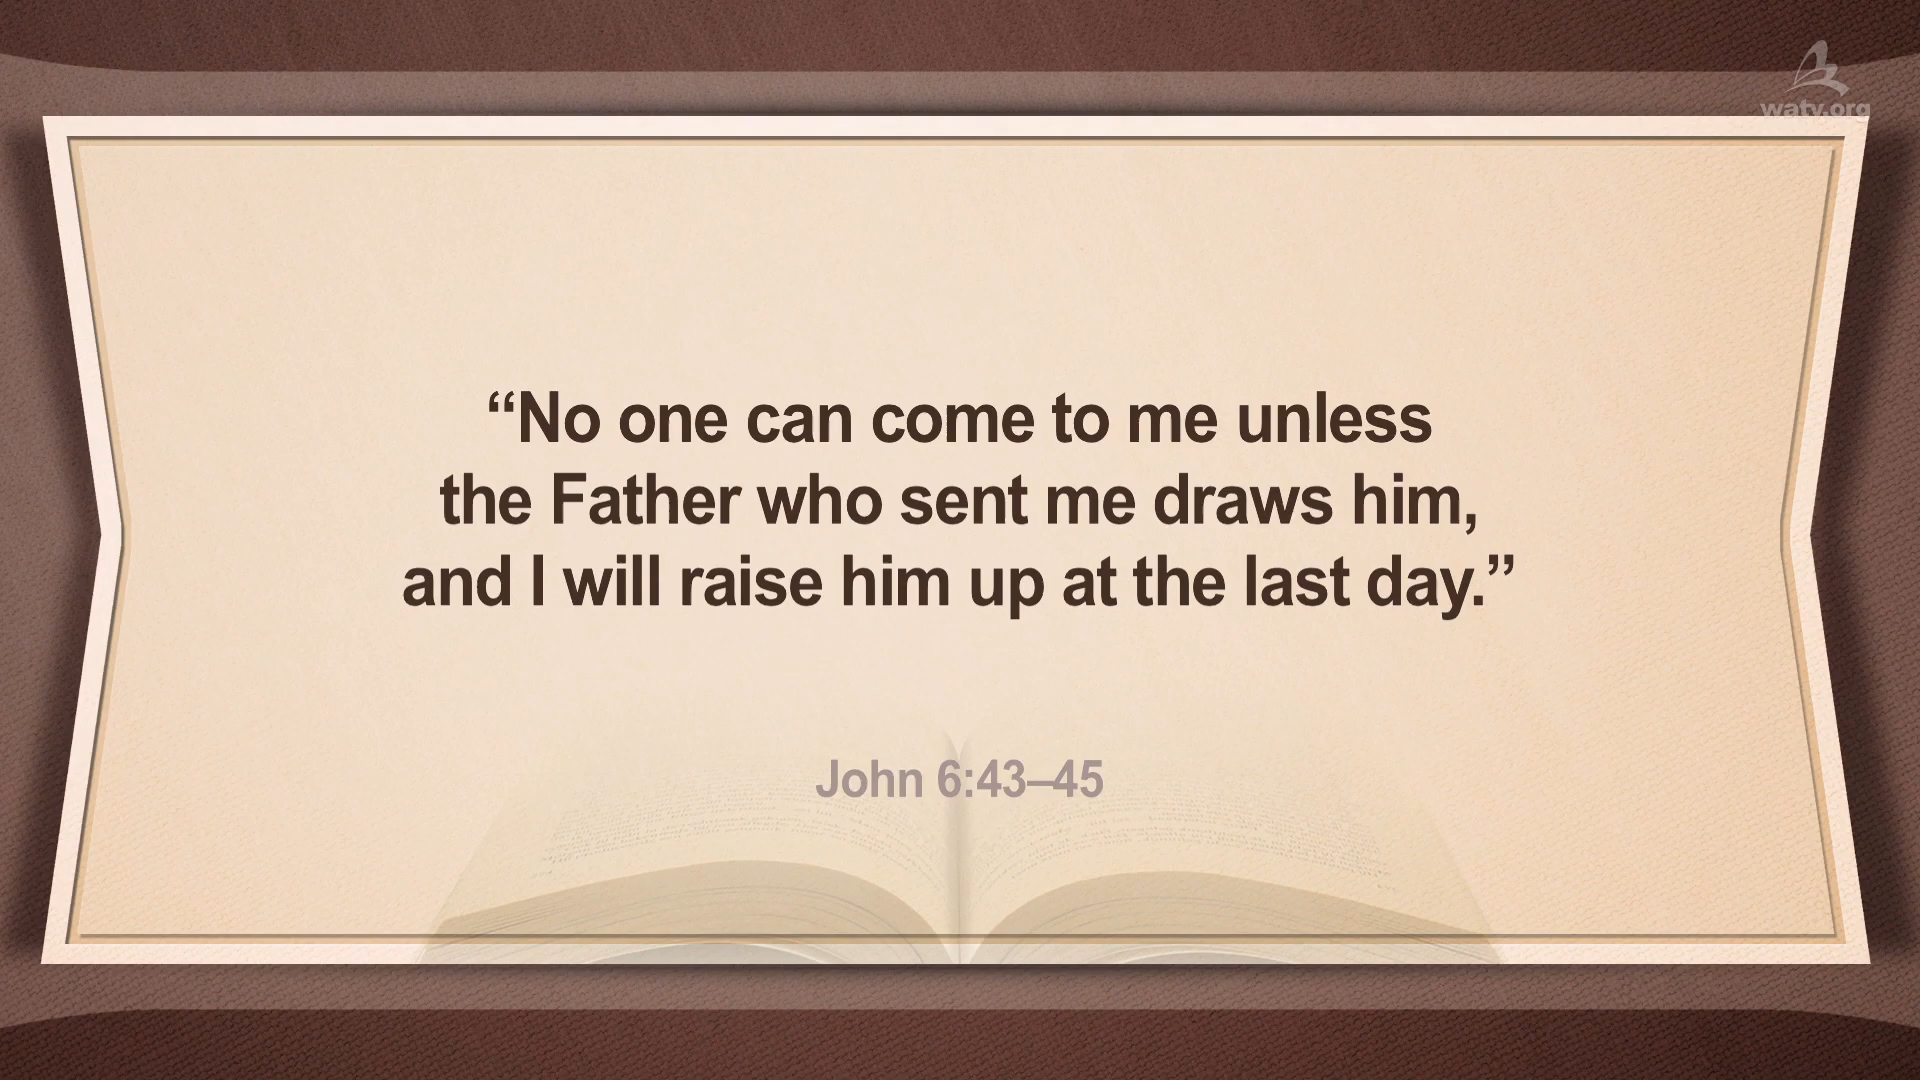 watv.org
“No one can come to me unless
the Father who sent me draws him,
and I will raise him up at the last day.”
John 6:43–45